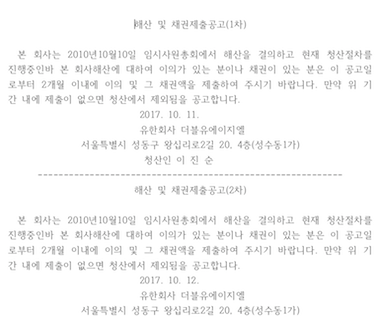 해산 및 채권제출공고(1차)
본 회사는 2010년10월10일 임시사원총회에서 해산을 결의하고 현재 청산절차를
진행중인바 본 회사해산에 대하여 이의가 있는 분이나 채권이 있는 분은 이 공고일
로부터 2개월 이내에 이의 및 그 채권액을 제출하여 주시기 바랍니다. 만약 위 기
간 내에 제출이 없으면 청산에서 제외됨을 공고합니다.
2017. 10. 11.
유한회사 더블유에이지엘
서울특별시 성동구 왕십리로2길 20, 4층(성수동1가)
청산인 이 진 순
해산 및 채권제출공고(2차)
본 회사는 2010년10월10일 임시사원총회에서 해산을 결의하고 현재 청산절차를
진행중인바 본 회사해산에 대하여 이의가 있는 분이나 채권이 있는 분은 이 공고일
로부터 2개월 이내에 이의 및 그 채권액을 제출하여 주시기 바랍니다. 만약 위 기
간 내에 제출이 없으면 청산에서 제외됨을 공고합니다.
2017. 10. 12.
유한회사 더블유에이지엘
서울특별시 성동구 왕십리로2길 20, 4층(성수동1가)